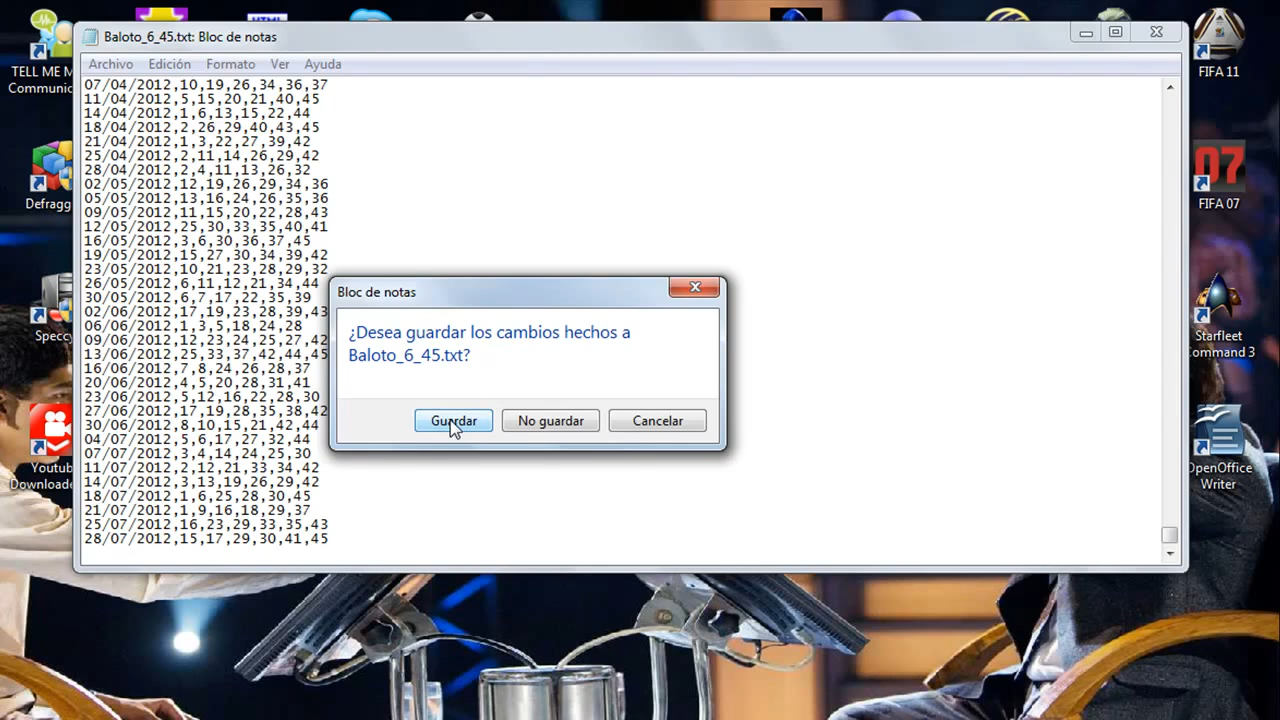 Baloto_6_45.txt: Bloc de notas
Archivo Edición Formato Ver Ayuda
07/04/2012,10,19,26,34,36,37
11/04/2012,5,15,20,21,40,45
14/04/2012,1,6,13,15,22,44
18/04/2012,2,26,29,40,43,45
21/04/2012,1,3,22,27,39,42
25/04/2012,2,11,14,26,29,42
28/04/2012,2,4,11,13,26,32
02/05/2012,12,19,26,29,34,36
05/05/2012,13,16,24,26,35,36
09/05/2012,11,15,20,22,28,43
12/05/2012,25,30,33,35,40,41
16/05/2012,3,6,30,36,37,45
19/05/2012,15,27,30,34,39,42
23/05/2012,10,21,23,28,29,32
26/05/2012,6,11,12,21,34,44
30/05/2012,6,7,17,22,35,39
02/06/2012,17,19,23,28,39,43
06/06/2012,1,3,5,18,24,28
09/06/2012,12,23,24,25,27,42
13/06/2012,25,33,37,42,44,45
16/06/2012,7,8,24,26,28,37
20/06/2012,4,5,20,28,31,41
23/06/2012,5,12,16,22,28,30
27/06/2012,17,19,28,35,38,42
30/06/2012,8,10,15,21,42,44
04/07/2012,5,6,17,27,32,44
07/07/2012,3,4,14,24,25,30
11/07/2012,2,12,21,33,34,42
14/07/2012,3,13,19,26,29,42
18/07/2012,1,6,25,28,30,45
21/07/2012,1,9,16,18,29,37
25/07/2012,16,23,29,33,35,43
28/07/2012,15,17,29,30,41,45
Bloc de notas
¿Desea guardar los cambios hechos a
Baloto_6_45.txt?
Guardar No guardar Cancelar
TELL ME M
Communic
Defragg
Speccy
Youtub
Downloade
FIFA 11
07
FIFA 07
Starfleet
Command 3
OpenOffice
Writer